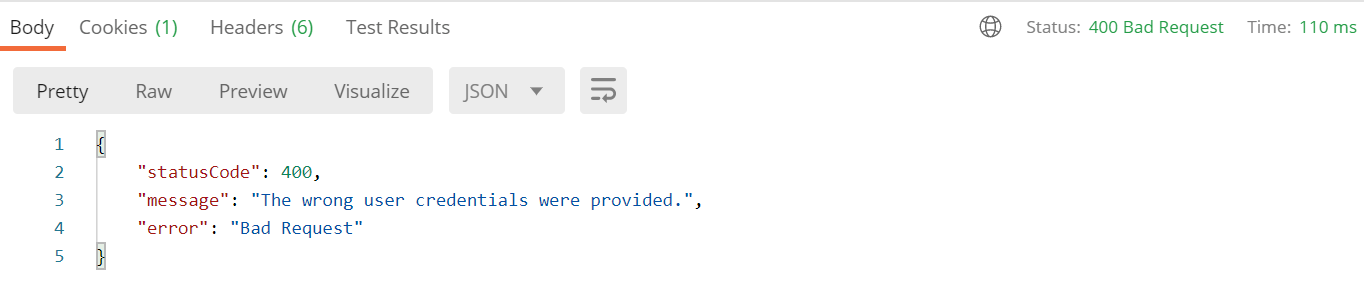 Body Cookies (1) Headers (6) Test Results Status: 400 Bad Request Time: 110 ms
Pretty Raw Preview Visualize JSON
1 {
2 "statusCode": 400,
3 "message": "The wrong user credentials were provided.",
4 "error": "Bad Request"
5 }